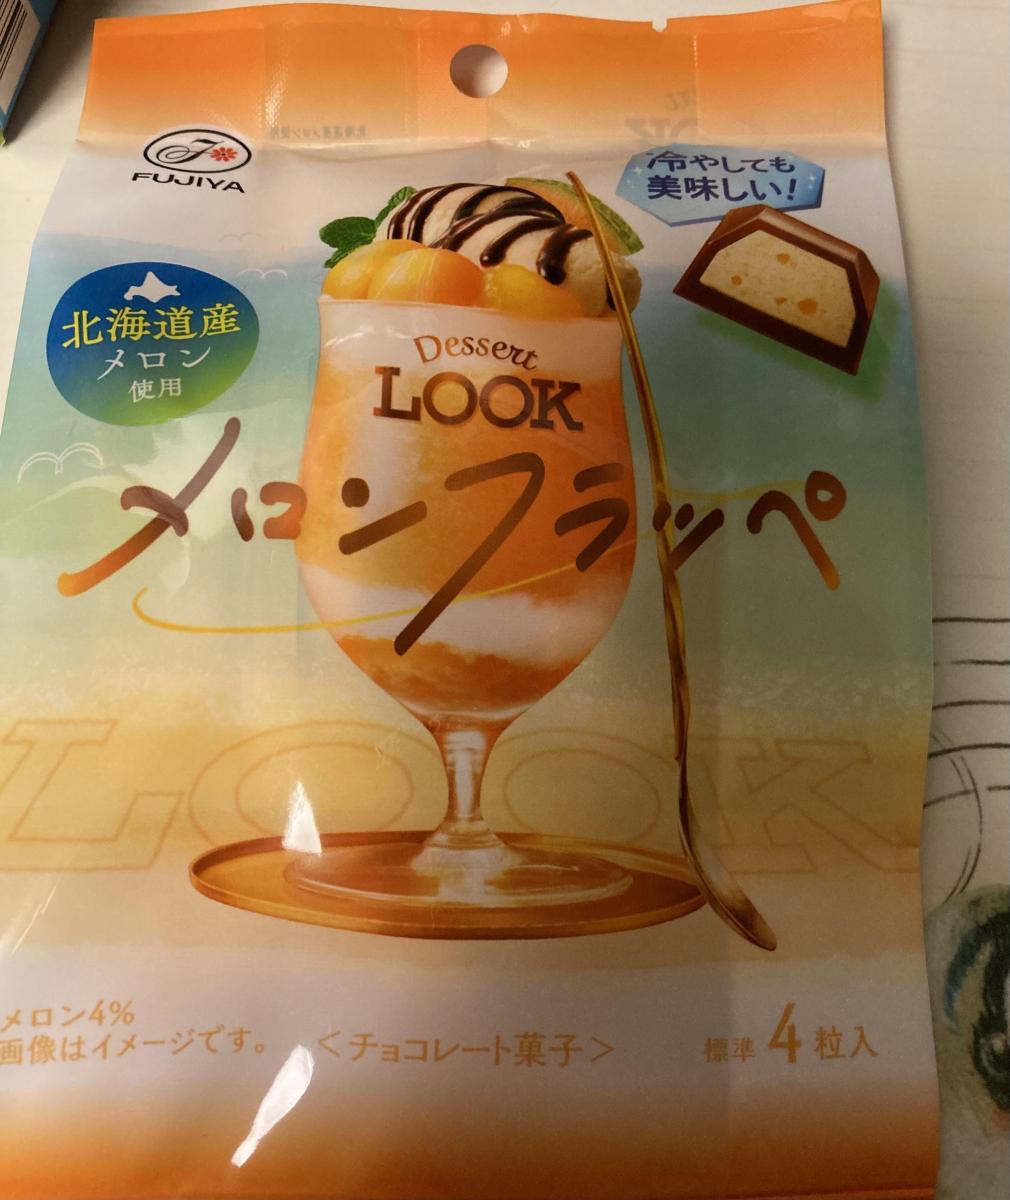 FUJIYA
冷やしても
美味しい!
北海道産
メロン
使用
Dessert
LOOK
メロンフラッペ
LOOK
メロン4%
画像はイメージです。
<チョコレート菓子>
標準 4 粒入